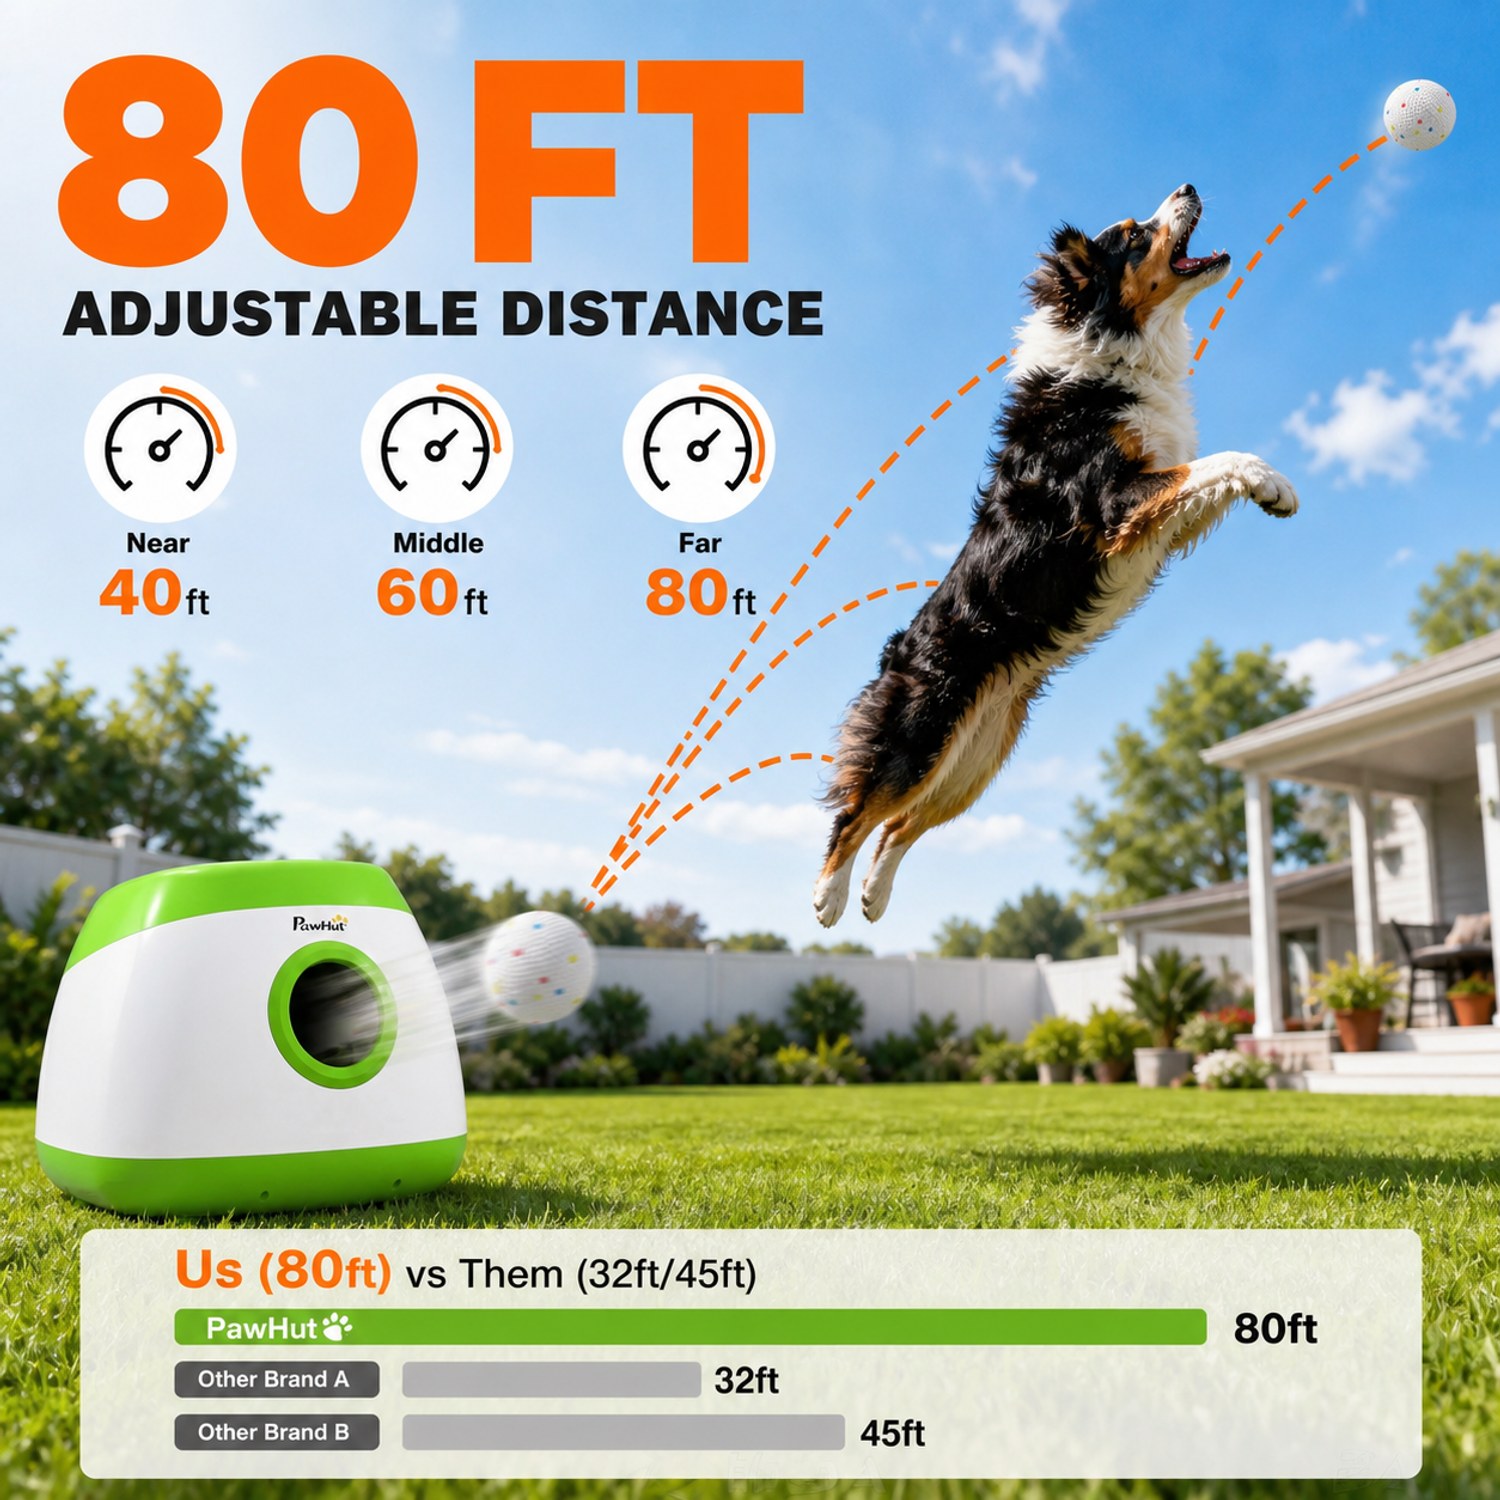 80 FT
ADJUSTABLE DISTANCE
Near
40ft
Middle
60ft
Far
80ft
PawHut
Us (80ft) vs Them (32ft/45ft)
PawHut 80ft
Other Brand A 32ft
Other Brand B 45ft